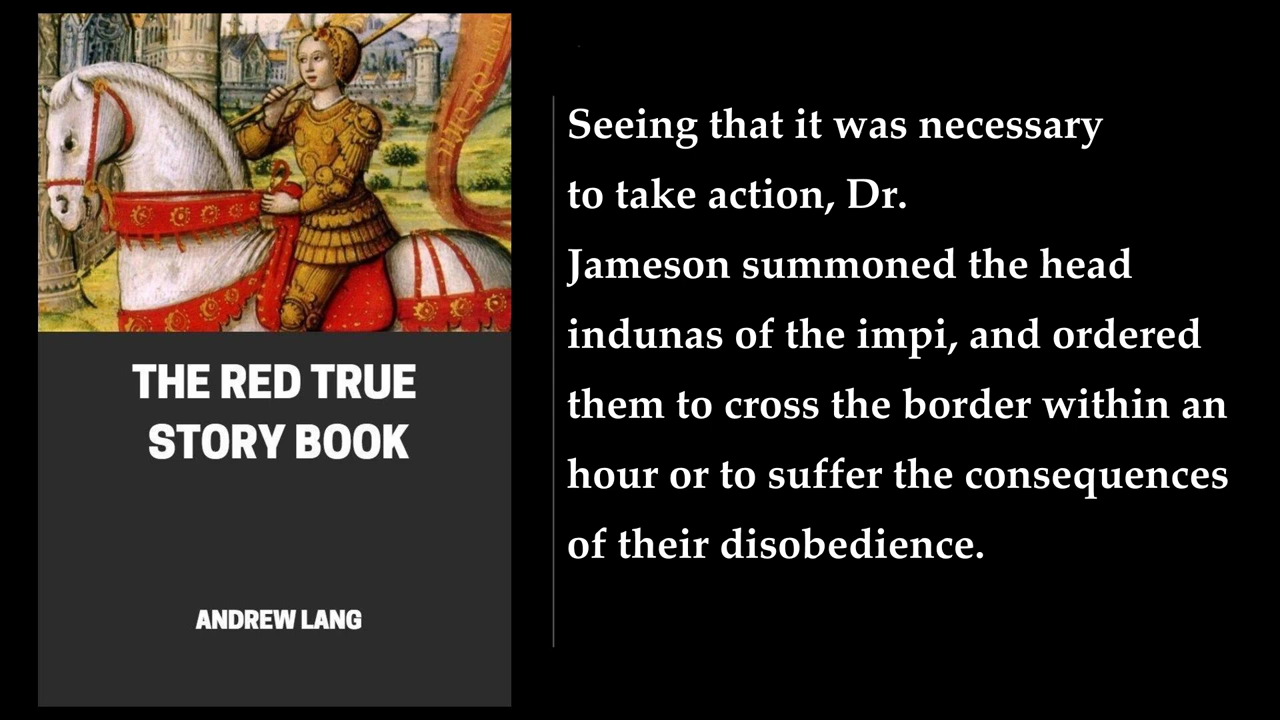 THE RED TRUE
STORY BOOK
ANDREW LANG
Seeing that it was necessary
to take action, Dr.
Jameson summoned the head
indunas of the impi, and ordered
them to cross the border within an
hour or to suffer the consequences
of their disobedience.